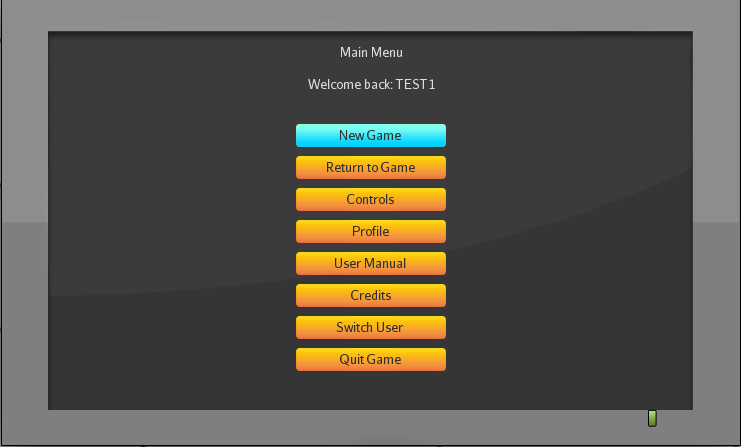 Main Menu
Welcome back: TEST1
New Game
Return to Game
Controls
Profile
User Manual
Credits
Switch User
Quit Game